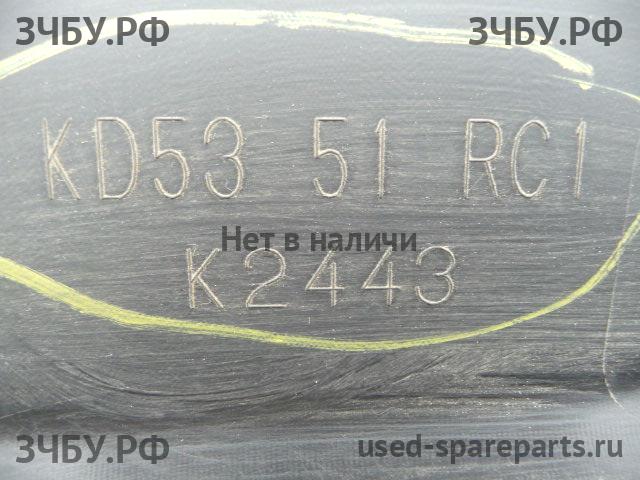 ЗЧБУ.РФ ЗЧБУ.РФ
KD53 51 RC1
Нет в наличи
K2443
ЗЧБУ.РФ used-spareparts.ru